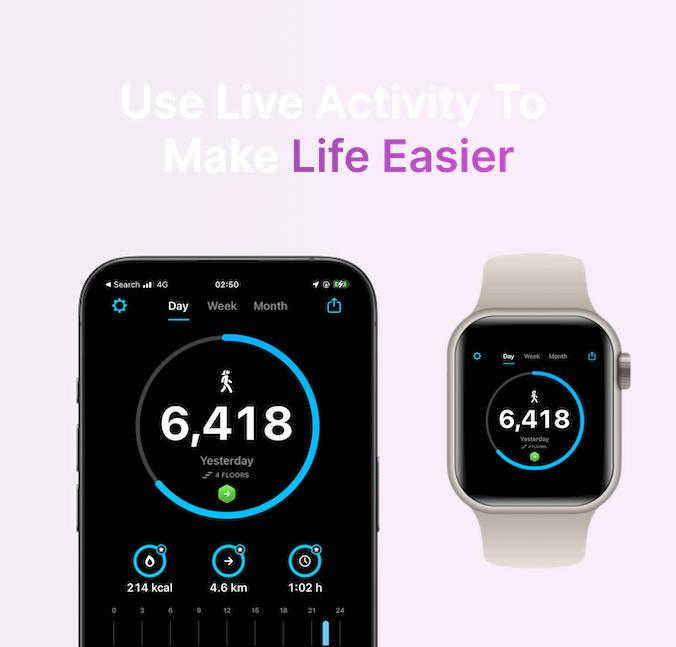 Use Live Activity To
Make Life Easier
Search 4G
02:50
Day Week Month
6,418
Yesterday
4 FLOORS
214 kcal 4.6 km 1:02 h
0 3 6 9 12 15 18 21 24
Day Week Month
6,418
Yesterday
4 FLOORS